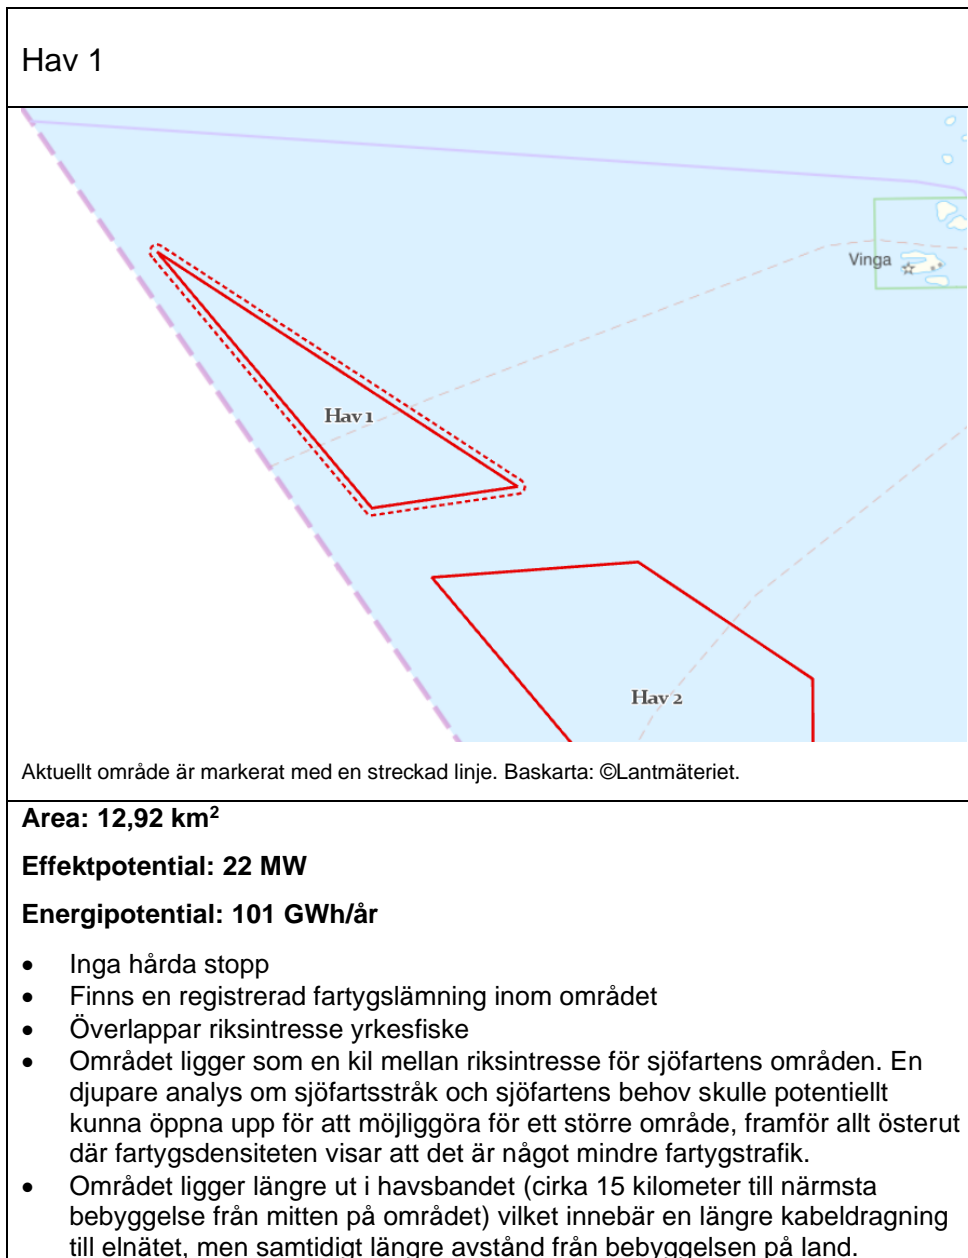 Hav 1
Vinga
Hav 1
Hav 2
Aktuellt område är markerat med en streckad linje. Baskarta: ©Lantmäteriet.
Area: 12,92 km²
Effektpotential: 22 MW
Energipotential: 101 GWh/år
• Inga hårda stopp
• Finns en registrerad fartygslämning inom området
• Överlappar riksintresse yrkesfiske
• Området ligger som en kil mellan riksintresse för sjöfartens områden. En
djupare analys om sjöfartsstråk och sjöfartens behov skulle potentiellt
kunna öppna upp för att möjliggöra för ett större område, framför allt österut
där fartygsdensiteten visar att det är något mindre fartygstrafik.
• Området ligger längre ut i havsbandet (cirka 15 kilometer till närmsta
bebyggelse från mitten på området) vilket innebär en längre kabeldragning
till elnätet, men samtidigt längre avstånd från bebyggelsen på land.